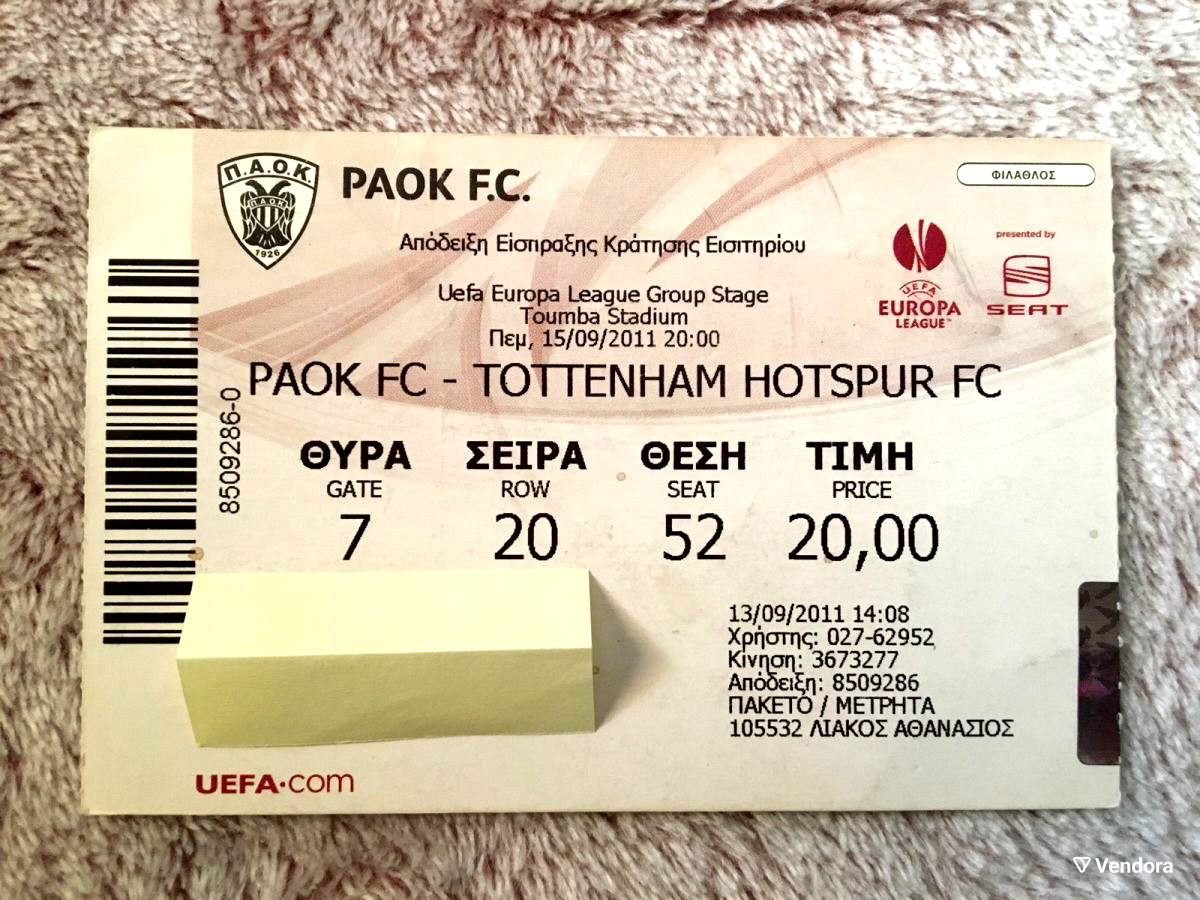 Π.Α.Ο.Κ.
Π Α Ο Κ
1926
PAOK F.C.
ΦΙΛΑΘΛΟΣ
Απόδειξη Είσπραξης Κράτησης Εισιτηρίου
presented by
UEFA
EUROPA
LEAGUE™
SEAT
Uefa Europa League Group Stage
Toumba Stadium
Πεμ, 15/09/2011 20:00
PAOK FC - TOTTENHAM HOTSPUR FC
8509286-0
ΘΥΡΑ ΣΕΙΡΑ ΘΕΣΗ ΤΙΜΗ
GATE ROW SEAT PRICE
7 20 52 20,00
13/09/2011 14:08
Χρήστης: 027-62952
Κίνηση: 3673277
Απόδειξη: 8509286
ΠΑΚΕΤΟ / ΜΕΤΡΗΤΑ
105532 ΛΙΑΚΟΣ ΑΘΑΝΑΣΙΟΣ
UEFA•com
Vendora